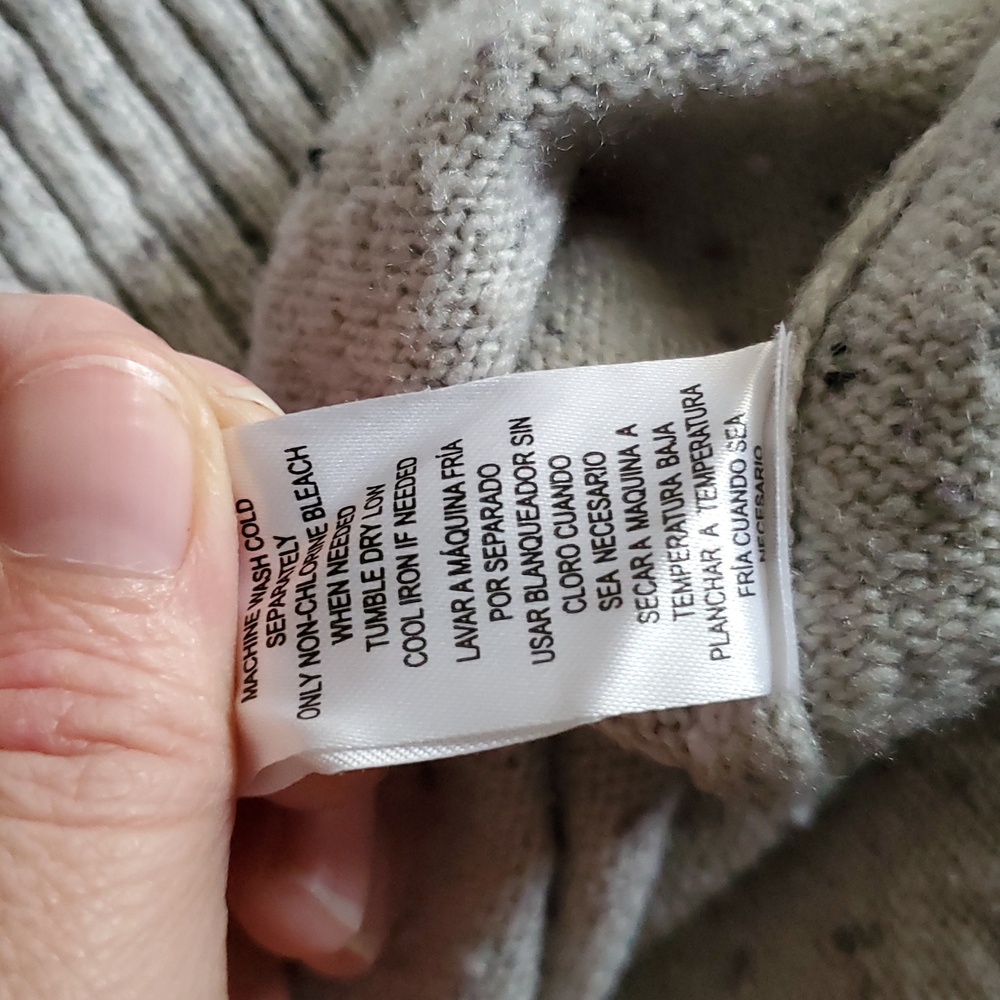 MACHINE WASH COLD
SEPARATELY
ONLY NON-CHLORINE BLEACH
WHEN NEEDED
TUMBLE DRY LOW
COOL IRON IF NEEDED
LAVAR A MÁQUINA FRÍA
POR SEPARADO
USAR BLANQUEADOR SIN
CLORO CUANDO
SEA NECESARIO
SECAR A MAQUINA A
TEMPERATURA BAJA
PLANCHAR A TEMPERATURA
FRÍA CUANDO SEA
NECESARIO